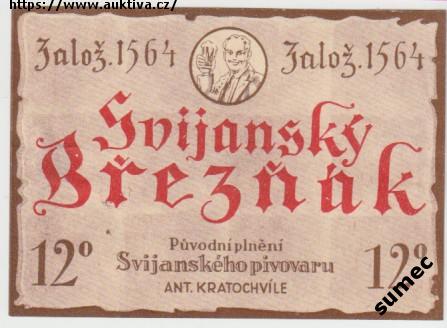 https://www.auktiva.cz/
Založ. 1564 Založ. 1564
Svijanský
Březňák
12° 12°
Původní plnění
Svijanského pivovaru
ANT. KRATOCHVÍLE
sumec